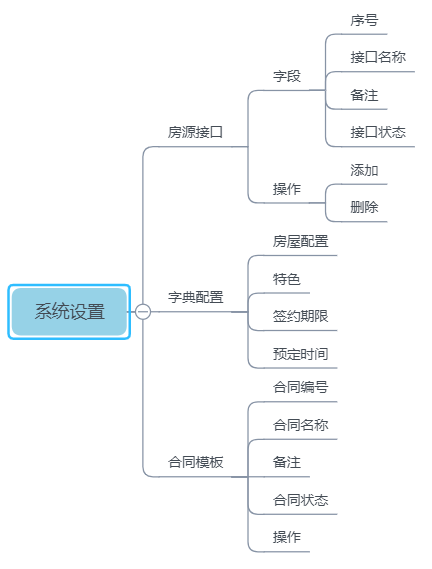 系统设置
房源接口
字段
序号
接口名称
备注
接口状态
操作
添加
删除
字典配置
房屋配置
特色
签约期限
预定时间
合同模板
合同编号
合同名称
备注
合同状态
操作